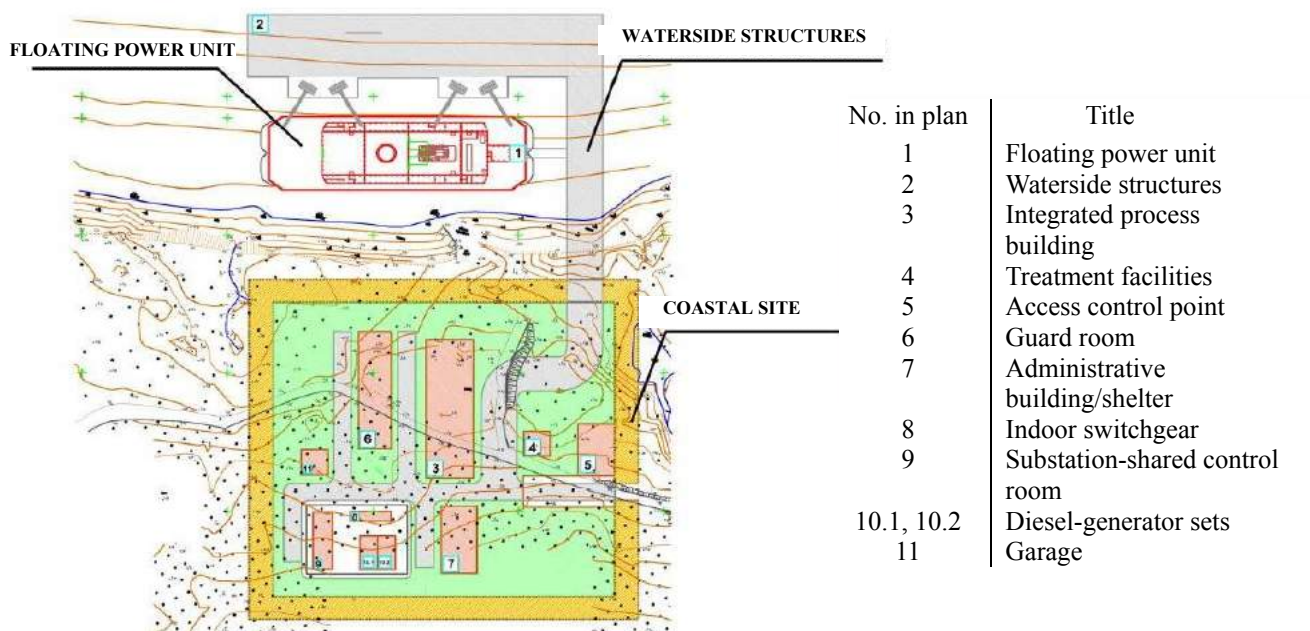 2
FLOATING POWER UNIT
WATERSIDE STRUCTURES
1
COASTAL SITE
6
3
4
5
11
8
9
10.1 10.2
7
No. in plan Title
1 Floating power unit
2 Waterside structures
3 Integrated process
building
4 Treatment facilities
5 Access control point
6 Guard room
7 Administrative
building/shelter
8 Indoor switchgear
9 Substation-shared control
room
10.1, 10.2 Diesel-generator sets
11 Garage